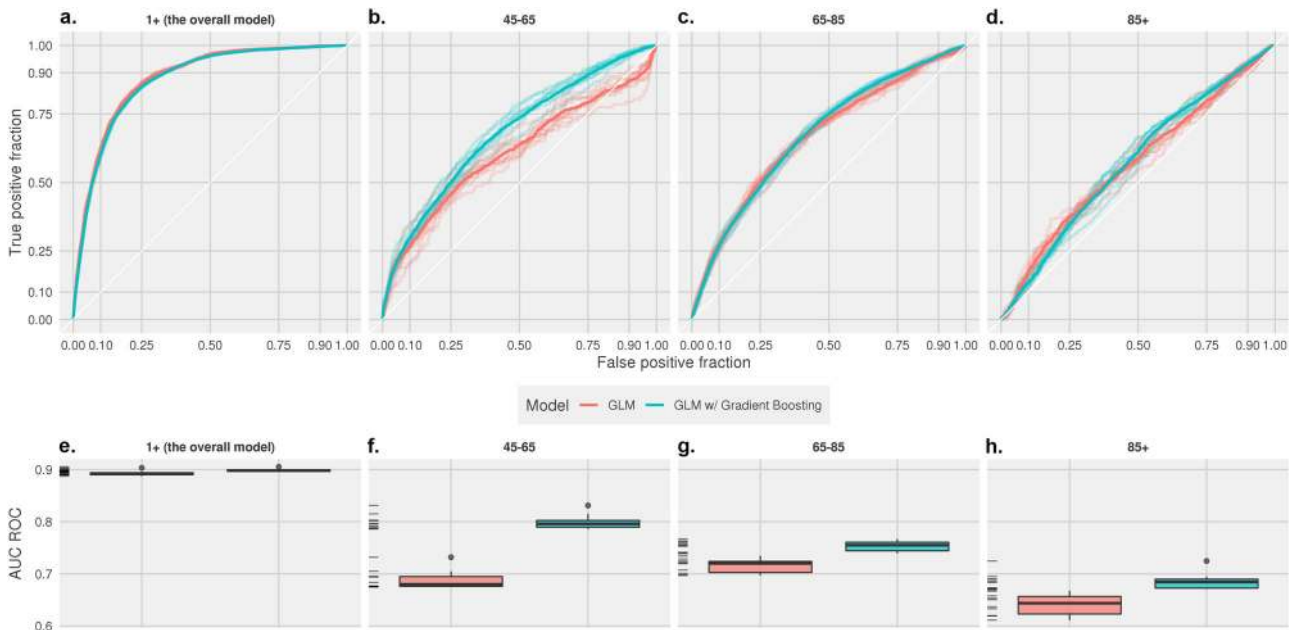 a. 1+ (the overall model) b. 45-65 c. 65-85 d. 85+
True positive fraction
1.00
0.90
0.75
0.50
0.25
0.10
0.00
0.00 0.10 0.25 0.50 0.75 0.90 1.00 0.00 0.10 0.25 0.50 0.75 0.90 1.00 0.00 0.10 0.25 0.50 0.75 0.90 1.00 0.00 0.10 0.25 0.50 0.75 0.90 1.00
False positive fraction
Model GLM GLM w/ Gradient Boosting
e. 1+ (the overall model) f. 45-65 g. 65-85 h. 85+
AUC ROC
0.9
0.8
0.7
0.6